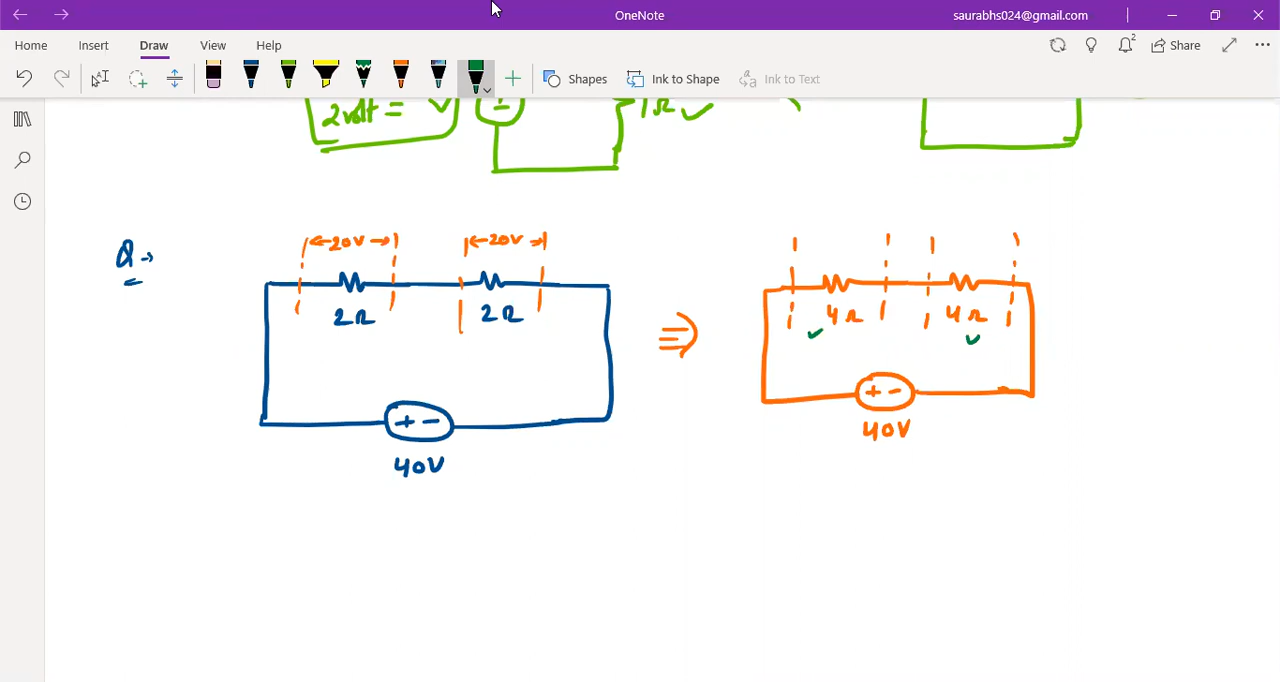 OneNote
saurabhs024@gmail.com
Home Insert Draw View Help
Share
Shapes Ink to Shape Ink to Text
2volt = V
+ -
1Ω
Q→
20V 20V
2Ω 2Ω
4Ω 4Ω
+ -
40V
+ -
40V